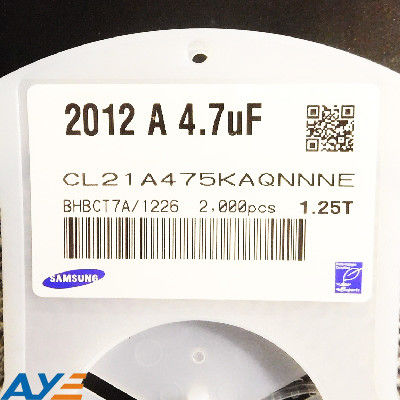 2012 A 4.7uF
CL21A475KAQNNNE
BHBCT7A/1226 2,000pcs 1.25T
SAMSUNG
AYE